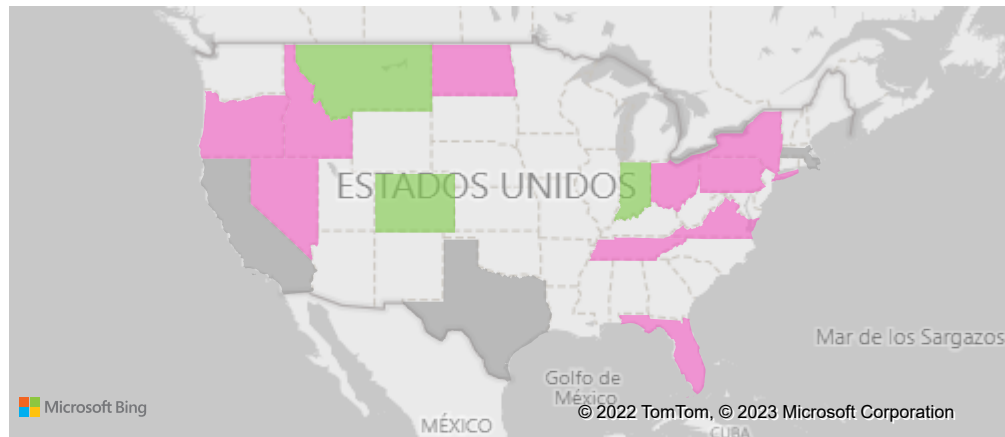 ESTADOS UNIDOS
Mar de los Sargazos
Golfo de
México
Microsoft Bing
© 2022 TomTom, © 2023 Microsoft Corporation
MÉXICO
CUBA